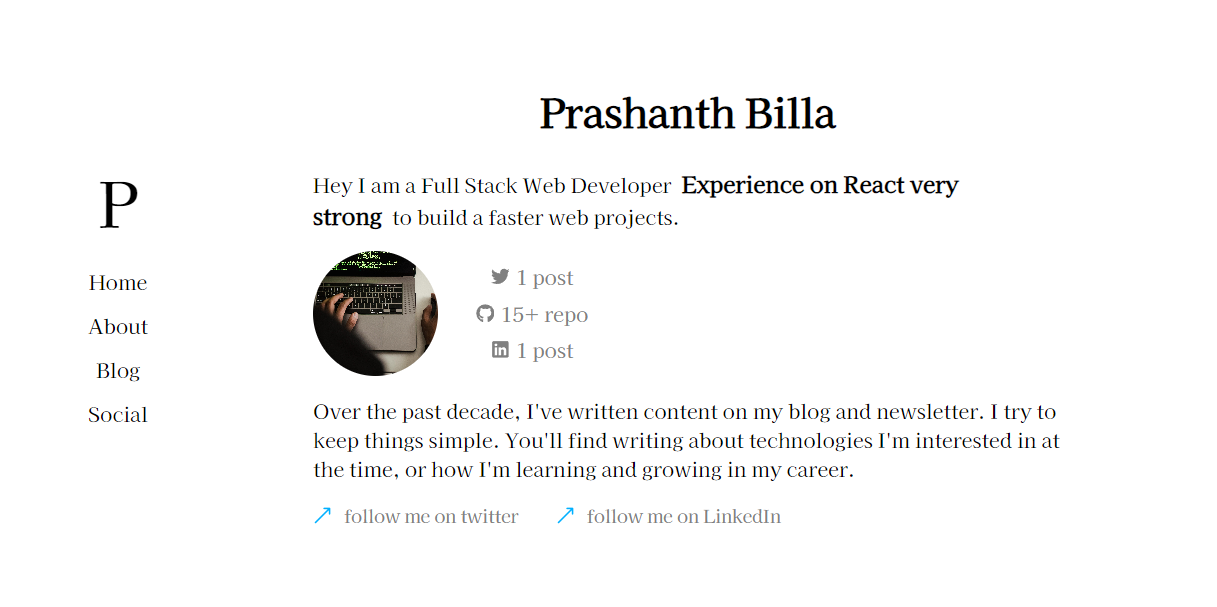 Prashanth Billa
P
Home
About
Blog
Social
Hey I am a Full Stack Web Developer Experience on React very
strong to build a faster web projects.
1 post
15+ repo
1 post
Over the past decade, I've written content on my blog and newsletter. I try to
keep things simple. You'll find writing about technologies I'm interested in at
the time, or how I'm learning and growing in my career.
follow me on twitter
follow me on LinkedIn